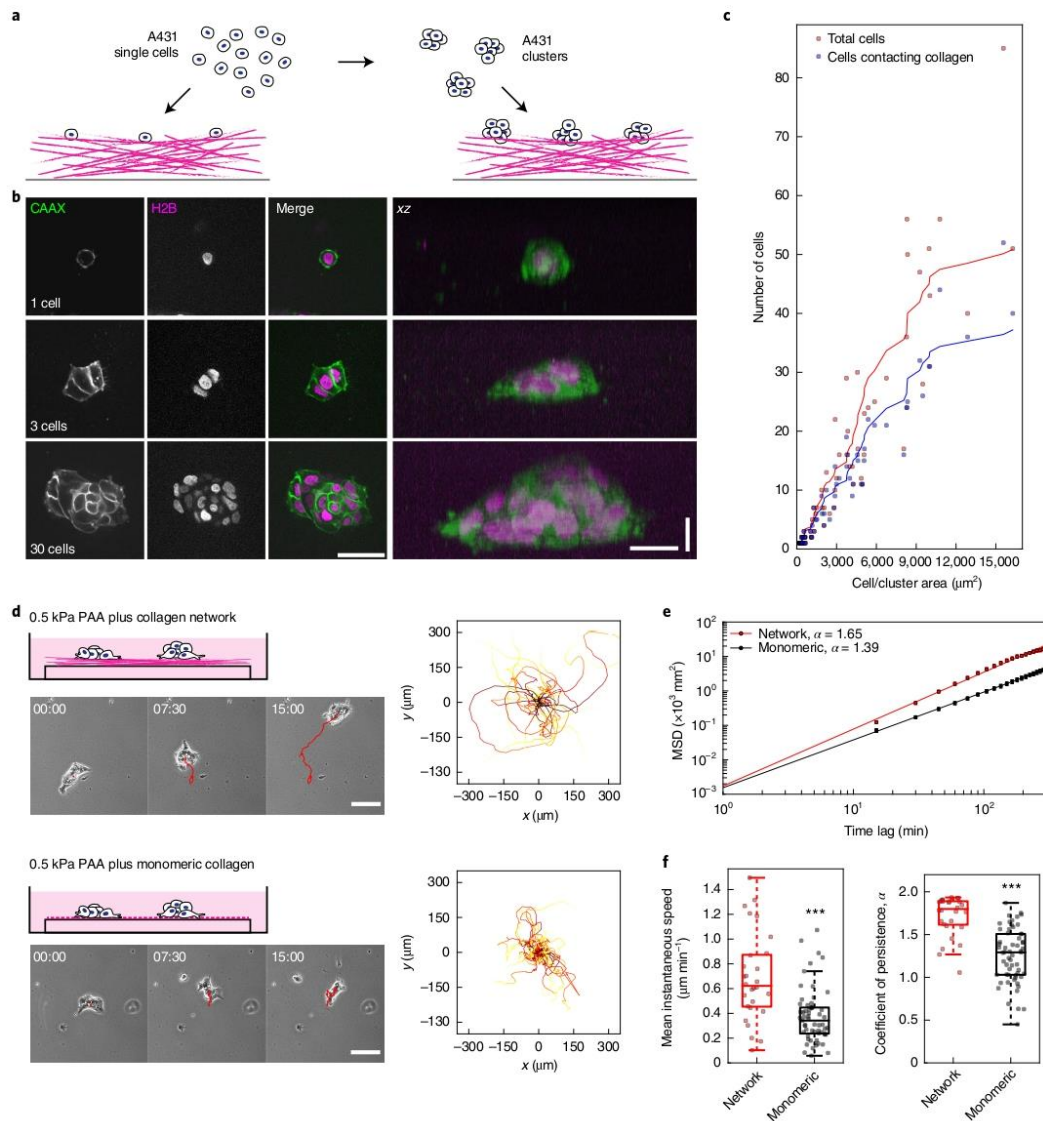 a
A431
single cells
A431
clusters
b
CAAX
H2B
Merge
xz
1 cell
3 cells
30 cells
c
Total cells
Cells contacting collagen
Number of cells
80
70
60
50
40
30
20
10
0
0
3,000
6,000
9,000
12,000
15,000
Cell/cluster area (μm²)
d
0.5 kPa PAA plus collagen network
00:00
07:30
15:00
y (μm)
300
150
0
−150
−130
−300
−150
0
150
300
x (μm)
0.5 kPa PAA plus monomeric collagen
00:00
07:30
15:00
y (μm)
300
150
0
−150
−130
−300
−150
0
150
300
x (μm)
e
Network, α = 1.65
Monomeric, α = 1.39
MSD (×10³ mm²)
10²
10¹
10⁰
10⁻¹
10⁻²
10⁻³
10⁰
10¹
10²
Time lag (min)
f
Mean instantaneous speed
(μm min⁻¹)
1.4
1.2
1.0
0.8
0.6
0.4
0.2
0
***
Network
Monomeric
Coefficient of persistence, α
2.0
1.5
1.0
0.5
0
***
Network
Monomeric